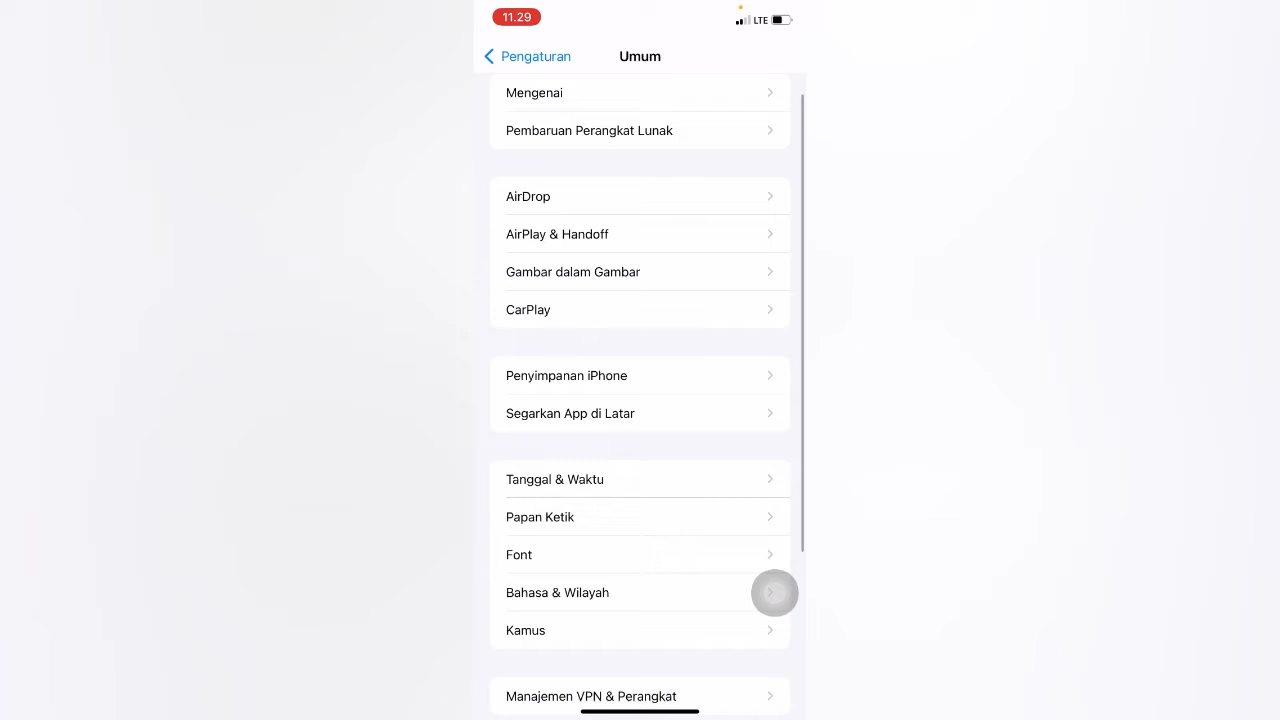 11.29
LTE
Pengaturan
Umum
Mengenai
Pembaruan Perangkat Lunak
AirDrop
AirPlay & Handoff
Gambar dalam Gambar
CarPlay
Penyimpanan iPhone
Segarkan App di Latar
Tanggal & Waktu
Papan Ketik
Font
Bahasa & Wilayah
Kamus
Manajemen VPN & Perangkat